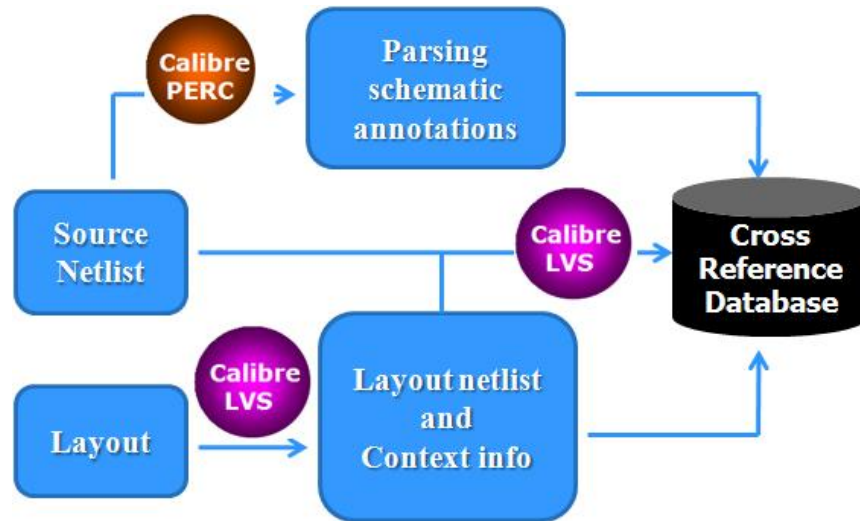 Calibre
PERC
Parsing
schematic
annotations
Source
Netlist
Calibre
LVS
Cross
Reference
Database
Calibre
LVS
Layout
Layout netlist
and
Context info